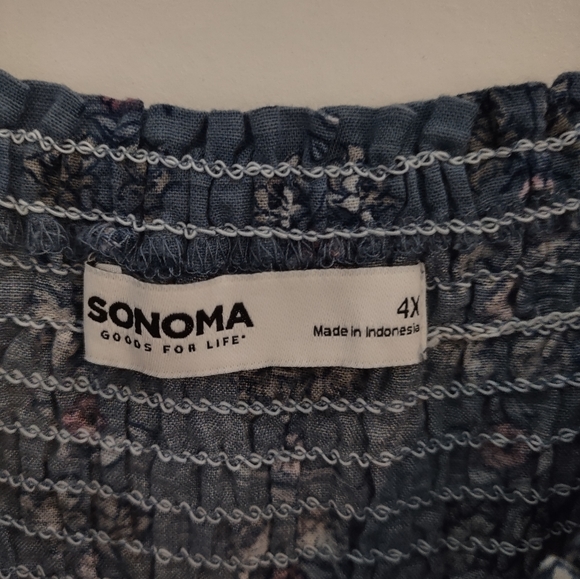 SONOMA
GOODS FOR LIFE•
4X
Made in Indonesia